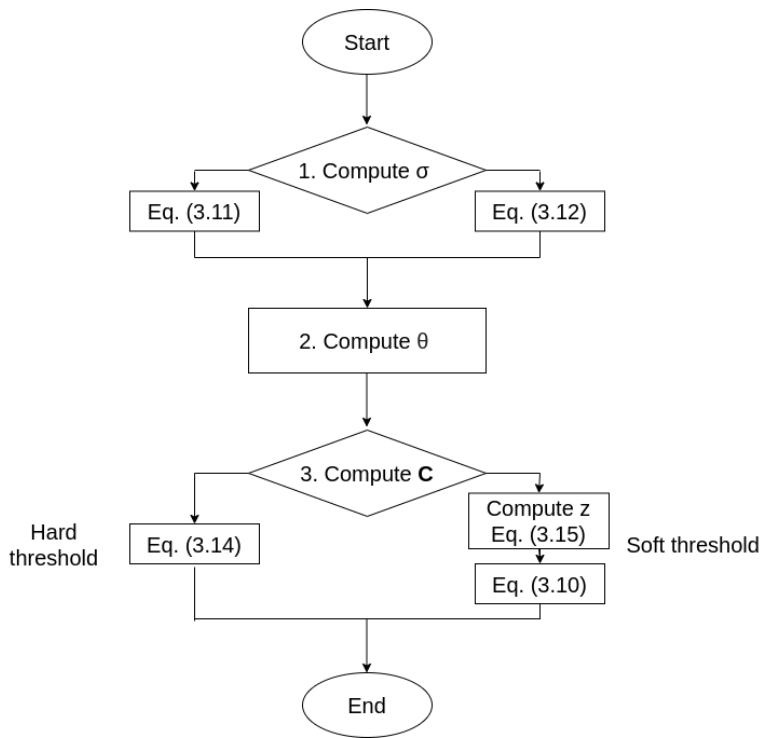 Start
1. Compute σ
Eq. (3.11)
Eq. (3.12)
2. Compute θ
3. Compute C
Hard
threshold
Eq. (3.14)
Compute z
Eq. (3.15)
Soft threshold
Eq. (3.10)
End